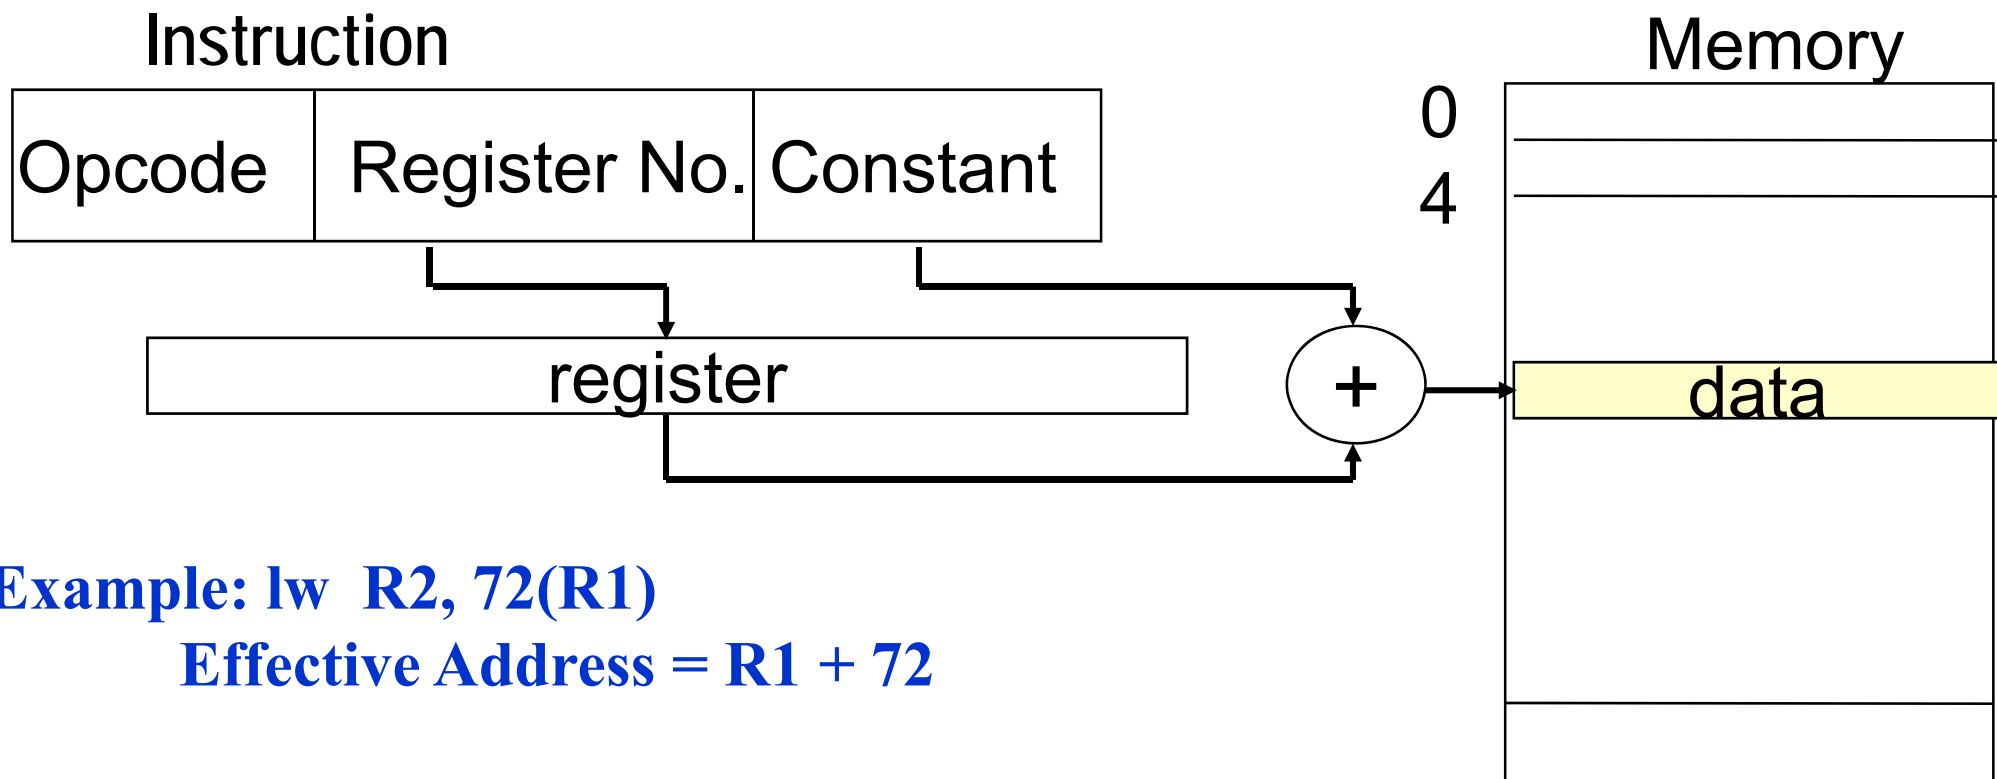 Instruction
Memory
Opcode Register No. Constant
0
4
register
+
data
Example: lw R2, 72(R1)
Effective Address = R1 + 72